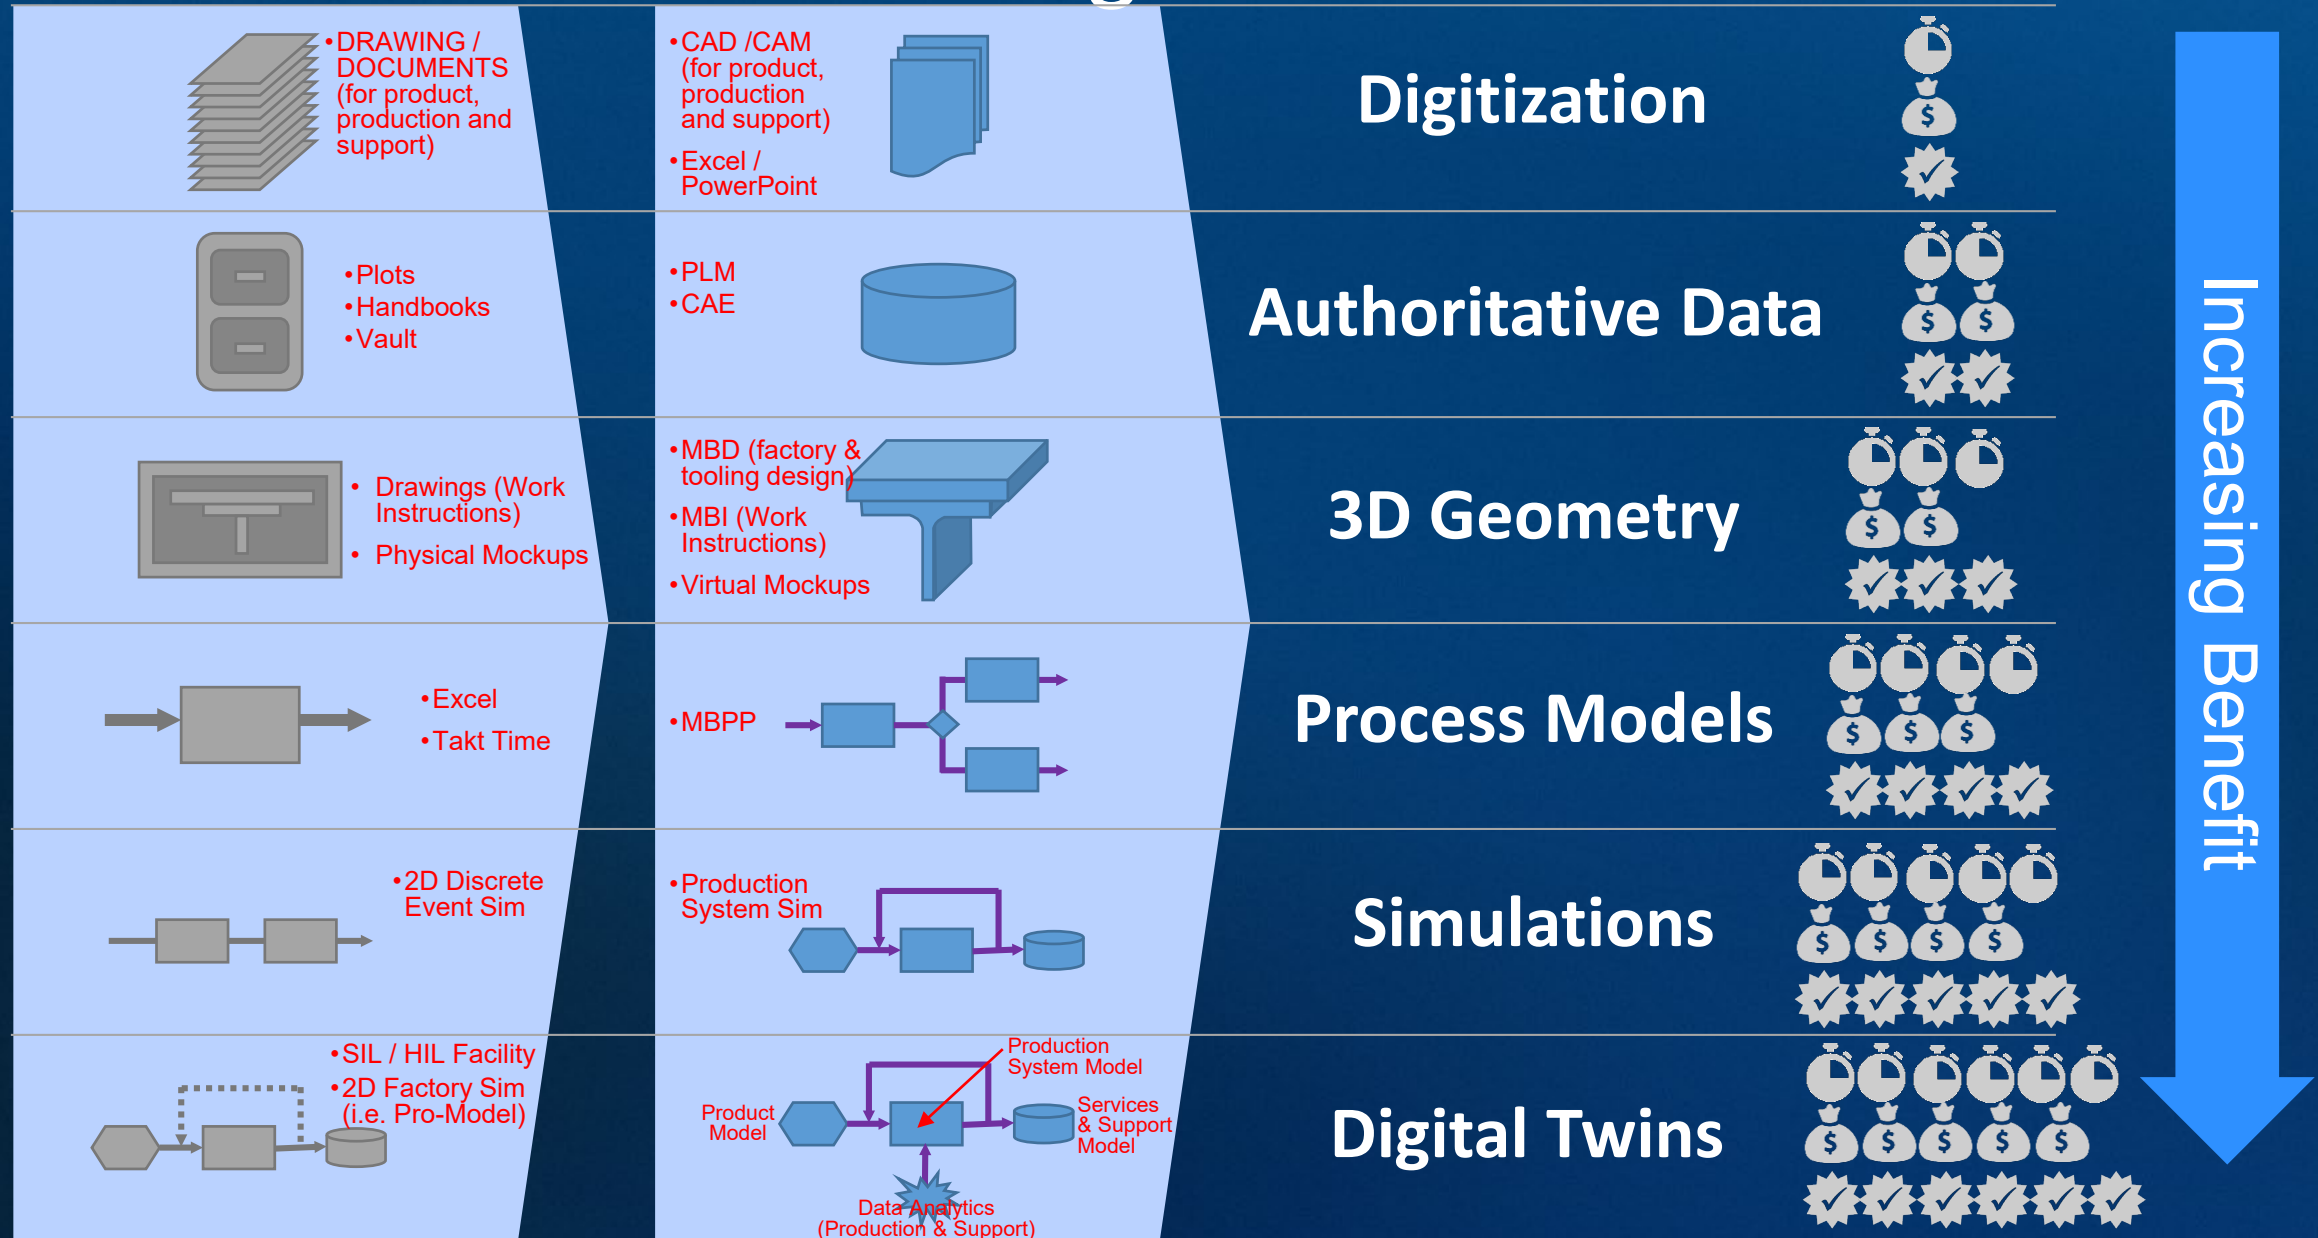 •DRAWING /
DOCUMENTS
(for product,
production and
support)
•CAD /CAM
(for product,
production
and support)
•Excel /
PowerPoint
Digitization
$
•Plots
•Handbooks
•Vault
•PLM
•CAE
Authoritative Data
$ $
• Drawings (Work
Instructions)
• Physical Mockups
•MBD (factory &
tooling design)
•MBI (Work
Instructions)
•Virtual Mockups
3D Geometry
$ $
•Excel
•Takt Time
•MBPP
Process Models
$ $ $
•2D Discrete
Event Sim
•Production
System Sim
Simulations
$ $ $ $
•SIL / HIL Facility
•2D Factory Sim
(i.e. Pro-Model)
Production
System Model
Product
Model
Services
& Support
Model
Data Analytics
(Production & Support)
Digital Twins
$ $ $ $ $
Increasing Benefit